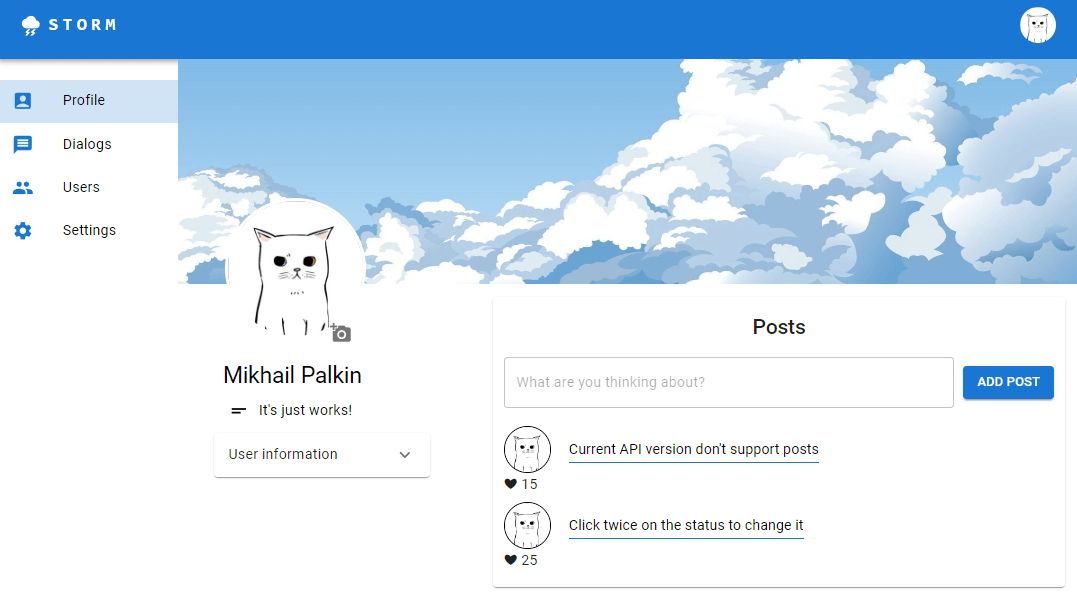 STORM
Profile
Dialogs
Users
Settings
Mikhail Palkin
It's just works!
User information
Posts
What are you thinking about?
ADD POST
Current API version don't support posts
15
Click twice on the status to change it
25